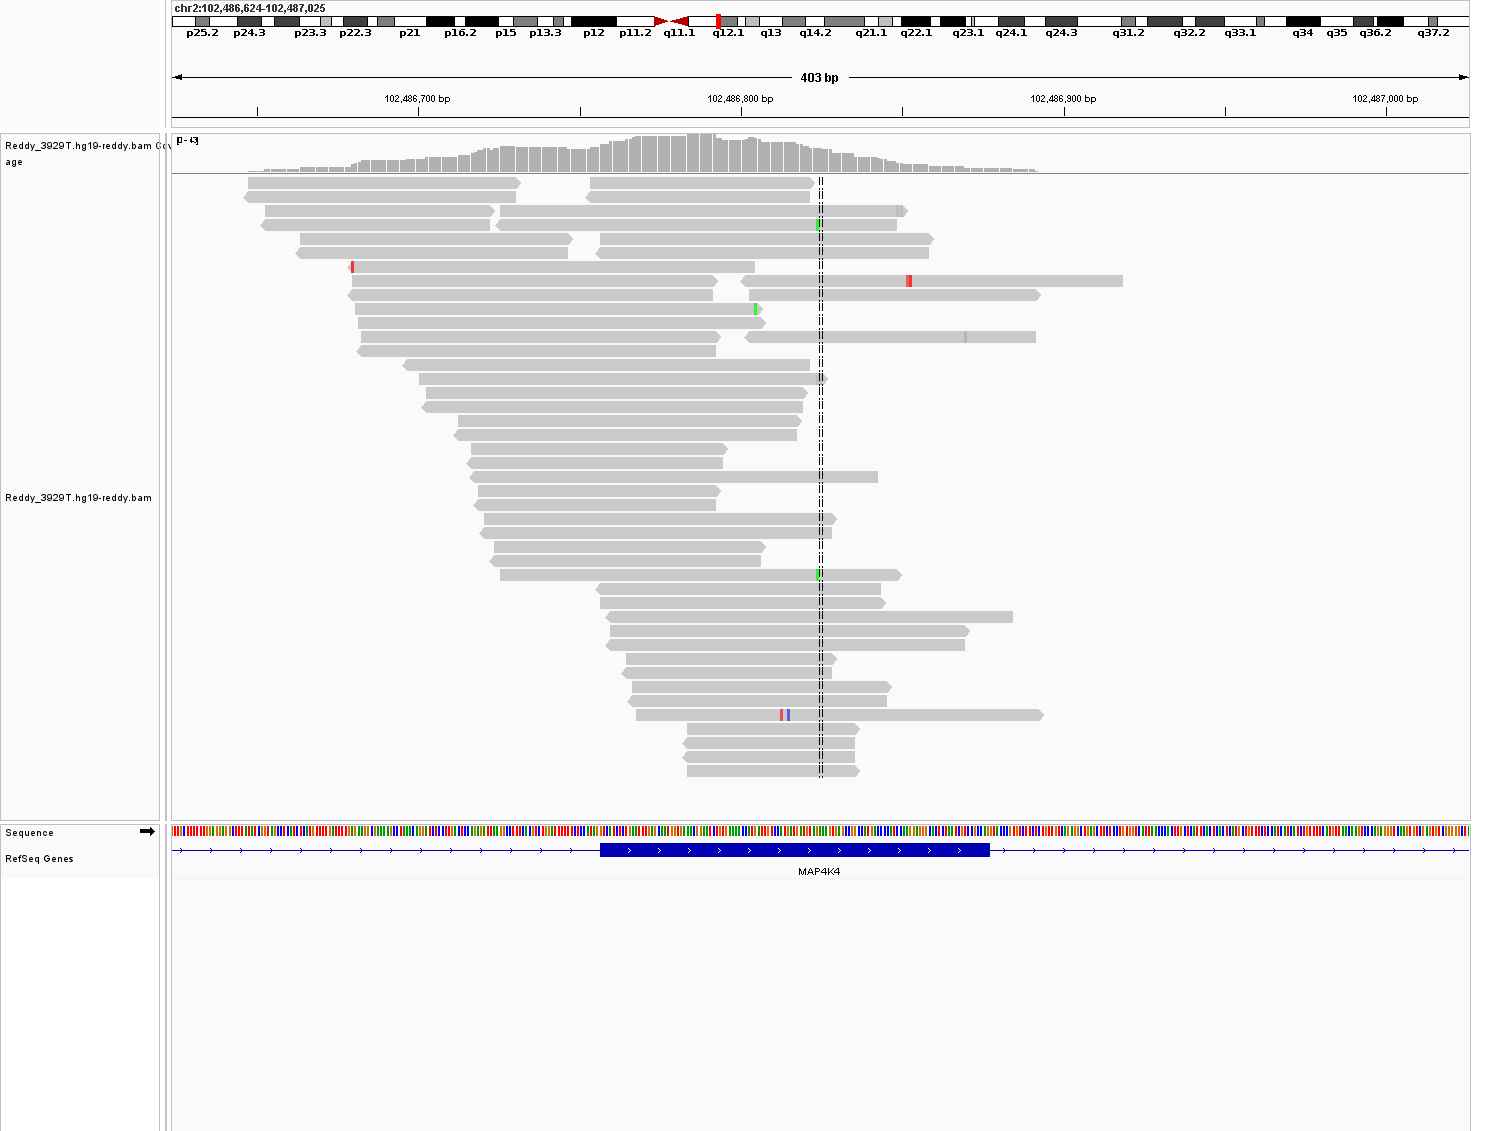 chr2:102,486,624-102,487,025
p25.2 p24.3 p23.3 p22.3 p21 p16.2 p15 p13.3 p12 p11.2 q11.1 q12.1 q13 q14.2 q21.1 q22.1 q23.1 q24.1 q24.3 q31.2 q32.2 q33.1 q34 q35 q36.2 q37.2
403 bp
102,486,700 bp 102,486,800 bp 102,486,900 bp 102,487,000 bp
Reddy_3929T.hg19-reddy.bam Cov
age
[0 - 43]
Reddy_3929T.hg19-reddy.bam
Sequence
RefSeq Genes
MAP4K4